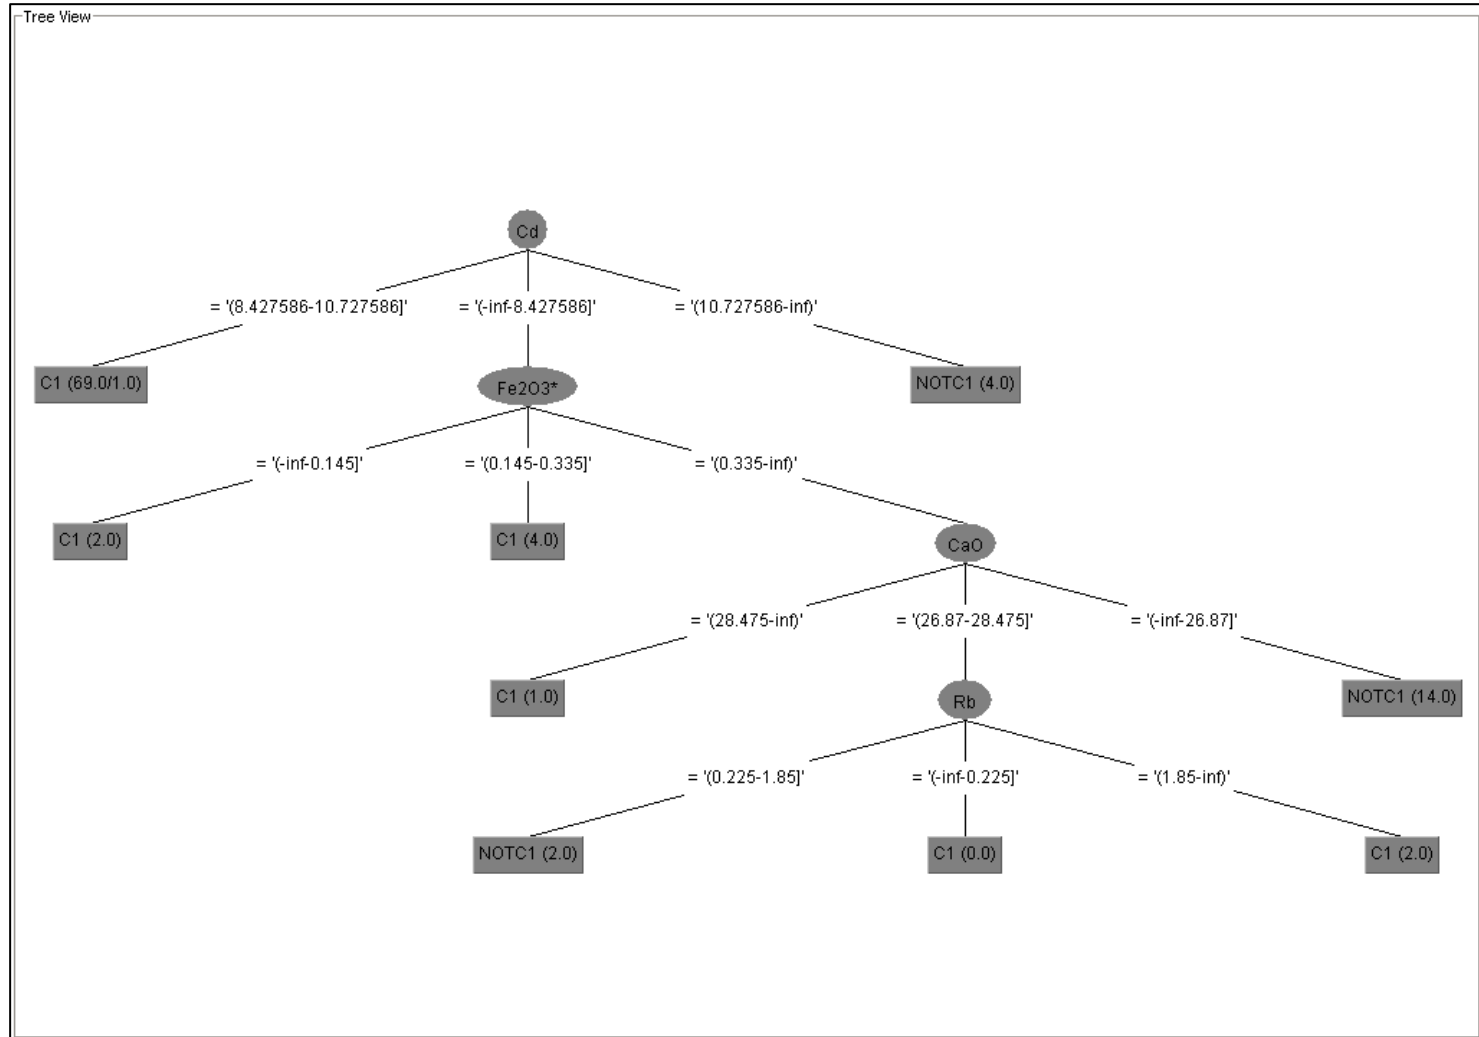 Tree View
Cd
= '(8.427586-10.727586]'
= '(-inf-8.427586]'
= '(10.727586-inf)'
C1 (69.0/1.0)
Fe2O3*
NOTC1 (4.0)
= '(-inf-0.145]'
= '(0.145-0.335]'
= '(0.335-inf)'
C1 (2.0)
C1 (4.0)
CaO
= '(28.475-inf)'
= '(26.87-28.475]'
= '(-inf-26.87]'
C1 (1.0)
Rb
NOTC1 (14.0)
= '(0.225-1.85]'
= '(-inf-0.225]'
= '(1.85-inf)'
NOTC1 (2.0)
C1 (0.0)
C1 (2.0)